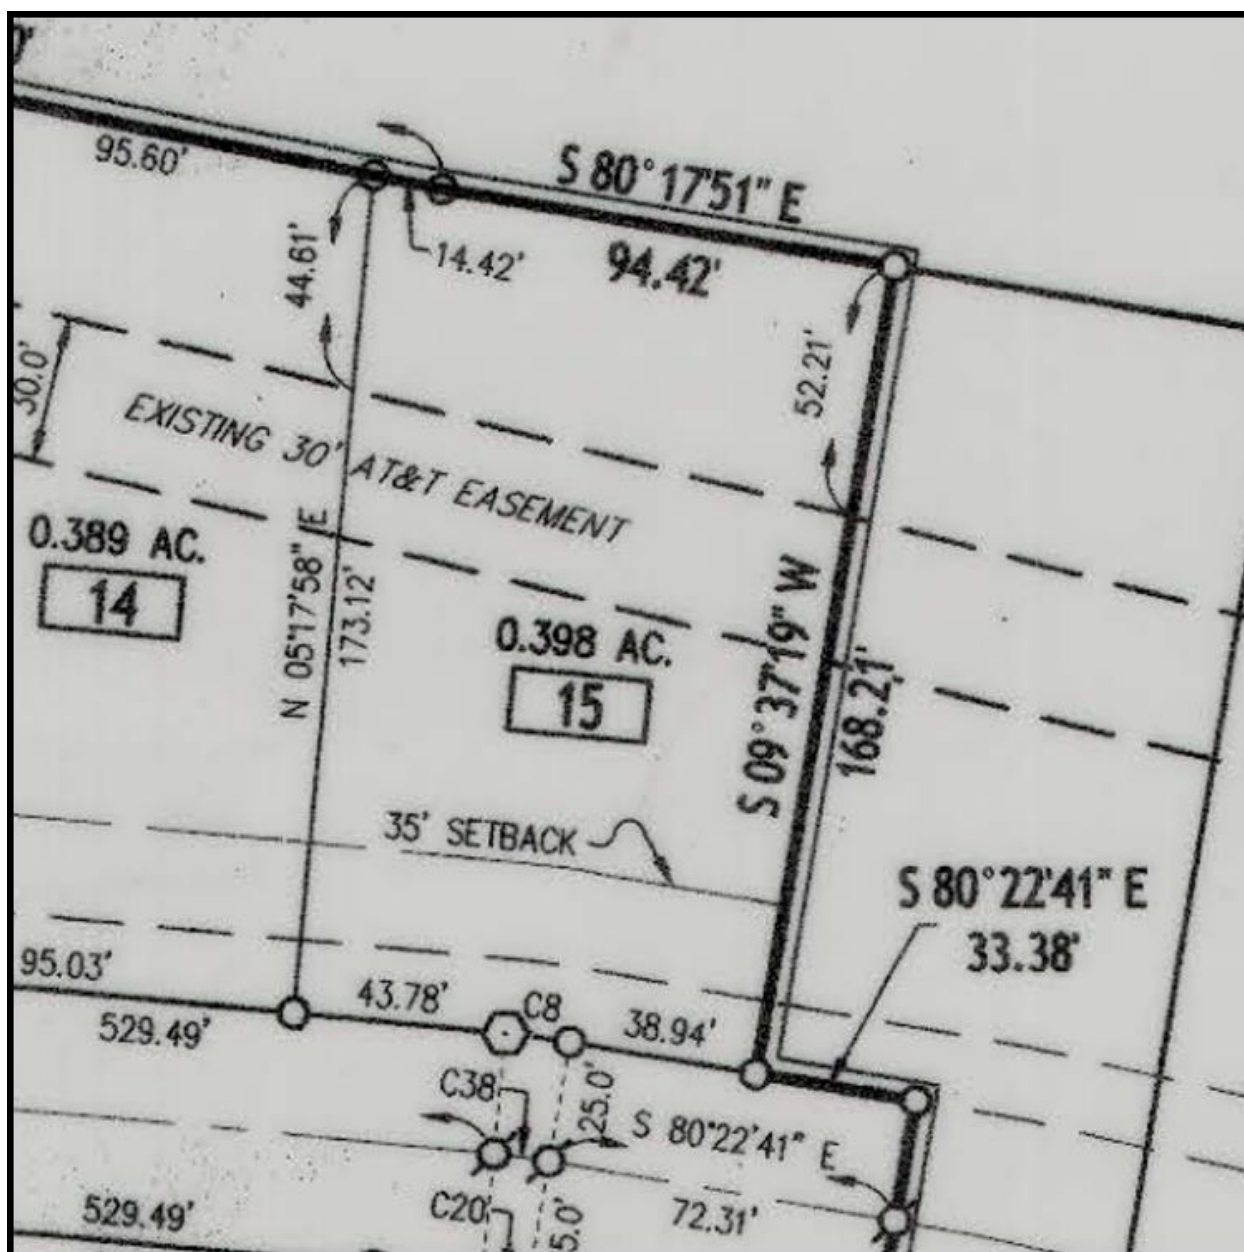 0'
95.60'
S 80°17'51" E
94.42'
14.42'
44.61'
52.21'
30.0'
EXISTING 30' AT&T EASEMENT
0.389 AC.
14
N 05°17'58" E
173.12'
0.398 AC.
15
S 09°37'19" W
168.21'
35' SETBACK
S 80°22'41" E
33.38'
95.03'
529.49'
43.78'
C8
38.94'
C38
25.0'
S 80°22'41" E
72.31'
529.49'
C20
5.0'